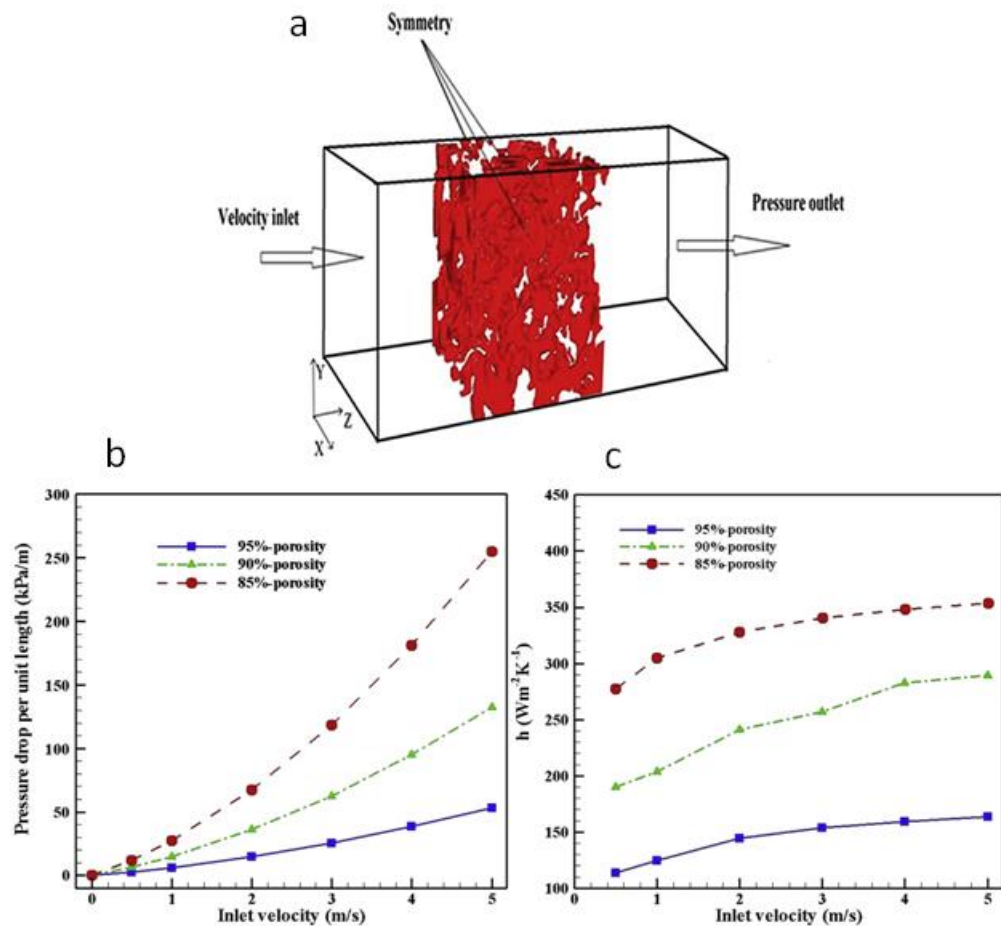 a
Symmetry
Velocity inlet
Pressure outlet
Y
Z
X
b
300
250
200
150
100
50
0
Pressure drop per unit length (kPa/m)
95%-porosity
90%-porosity
85%-porosity
0 1 2 3 4 5
Inlet velocity (m/s)
c
450
400
350
300
250
200
150
100
h (Wm⁻²K⁻¹)
95%-porosity
90%-porosity
85%-porosity
0 1 2 3 4 5
Inlet velocity (m/s)